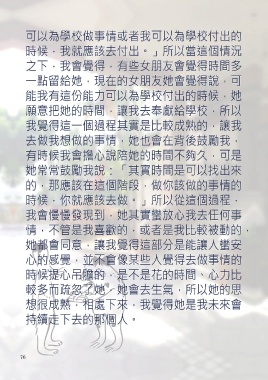 可以為學校做事情或者我可以為學校付出的
時候，我就應該去付出。」所以當這個情況
之下，我會覺得，有些女朋友會覺得時間多
一點留給她，現在的女朋友她會覺得說，可
能我有這份能力可以為學校付出的時候，她
願意把她的時間，讓我去奉獻給學校，所以
我覺得這一個過程其實是比較成熟的，讓我
去做我想做的事情，她也會在背後鼓勵我，
有時候我會擔心說陪她的時間不夠久，可是
她常常鼓勵我說：「其實時間是可以找出來
的，那應該在這個階段，做你該做的事情的
時候，你就應該去做。」所以從這個過程，
我會慢慢發現到，她其實蠻放心我去任何事
情，不管是我喜歡的，或者是我比較被動的，
她都會同意，讓我覺得這部分是能讓人蠻安
心的感覺，並不會像某些人覺得去做事情的
時候提心吊膽的，是不是花的時間、心力比
較多而疏忽了她，她會去生氣，所以她的思
想很成熟，相處下來，我覺得她是我未來會
持續走下去的那個人。
76